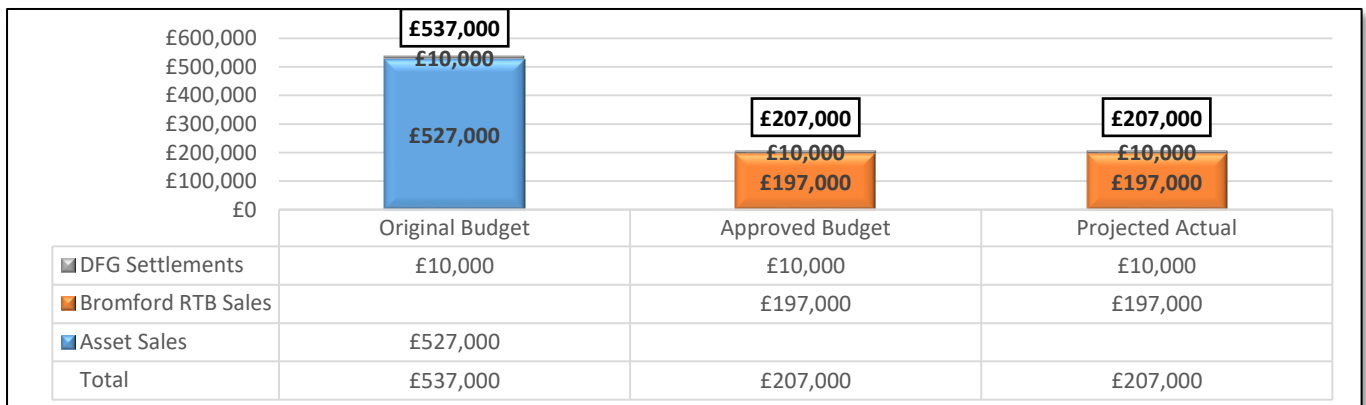 £537,000
£600,000
£10,000
£500,000
£400,000
£527,000
£300,000
£207,000 £207,000
£200,000
£10,000 £10,000
£100,000
£197,000 £197,000
£0
Original Budget Approved Budget Projected Actual
DFG Settlements £10,000 £10,000 £10,000
Bromford RTB Sales £197,000 £197,000
Asset Sales £527,000
Total £537,000 £207,000 £207,000